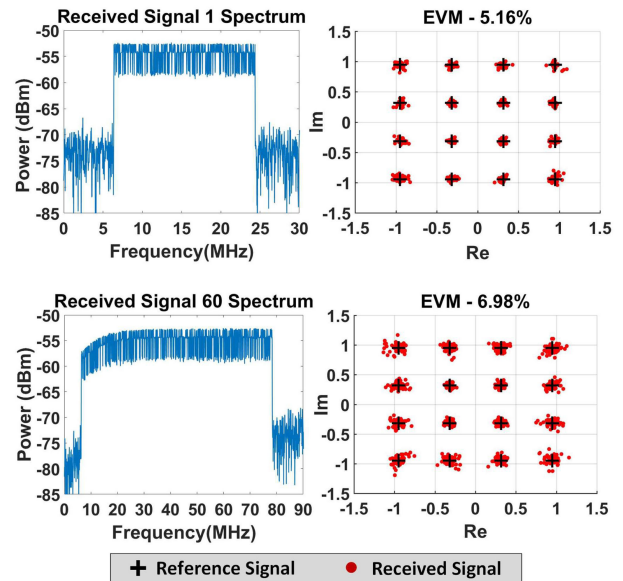 Received Signal 1 Spectrum
EVM - 5.16%
Power (dBm)
-50
-55
-60
-65
-70
-75
-80
-85
0 5 10 15 20 25 30
Frequency(MHz)
Im
1.5
1
0.5
0
-0.5
-1
-1.5
-1.5 -1 -0.5 0 0.5 1 1.5
Re
Received Signal 60 Spectrum
EVM - 6.98%
Power (dBm)
-50
-55
-60
-65
-70
-75
-80
-85
0 10 20 30 40 50 60 70 80 90
Frequency(MHz)
Im
1.5
1
0.5
0
-0.5
-1
-1.5
-1.5 -1 -0.5 0 0.5 1 1.5
Re
Reference Signal
Received Signal